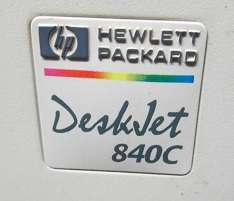 hp HEWLETT
PACKARD
DeskJet
840C